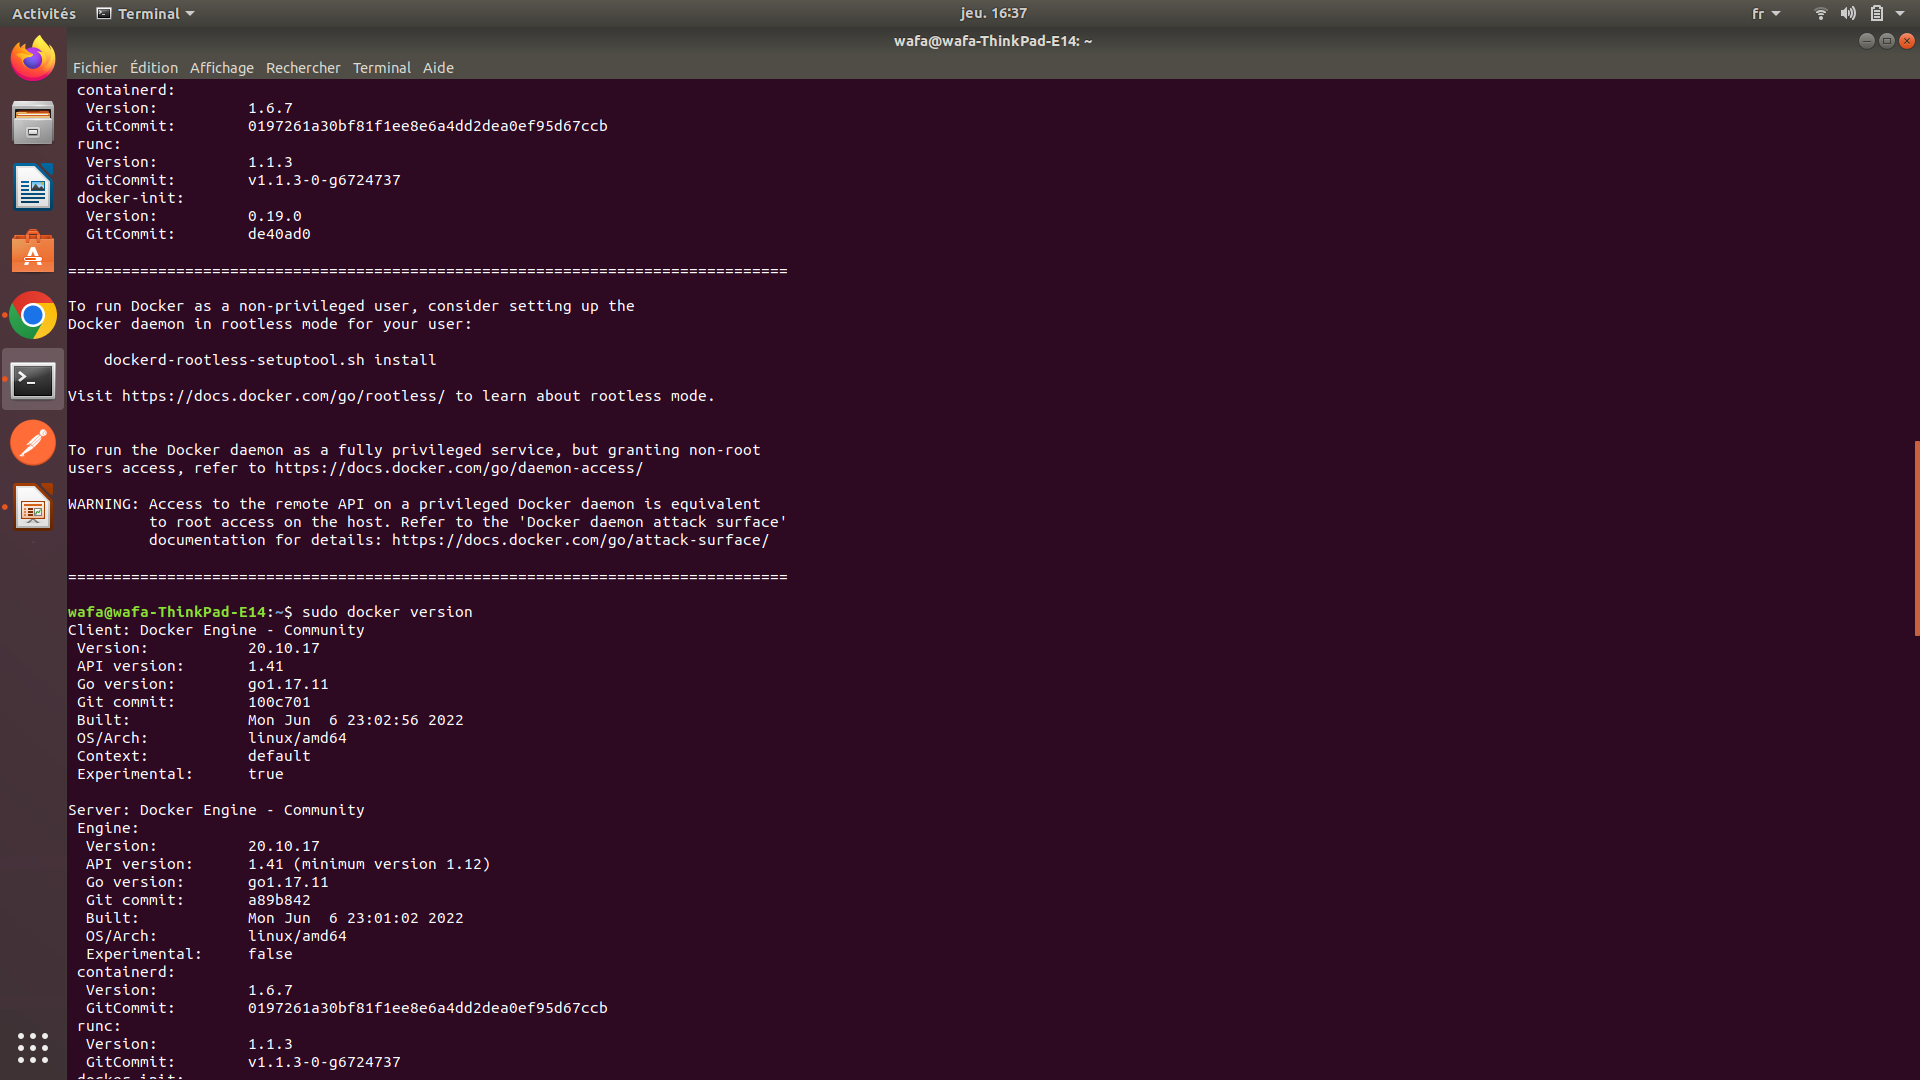 Activités Terminal jeu. 16:37 fr
wafa@wafa-ThinkPad-E14: ~
Fichier Édition Affichage Rechercher Terminal Aide
containerd:
Version: 1.6.7
GitCommit: 0197261a30bf81f1ee8e6a4dd2dea0ef95d67ccb
runc:
Version: 1.1.3
GitCommit: v1.1.3-0-g6724737
docker-init:
Version: 0.19.0
GitCommit: de40ad0
================================================================================
To run Docker as a non-privileged user, consider setting up the
Docker daemon in rootless mode for your user:
dockerd-rootless-setuptool.sh install
Visit https://docs.docker.com/go/rootless/ to learn about rootless mode.
To run the Docker daemon as a fully privileged service, but granting non-root
users access, refer to https://docs.docker.com/go/daemon-access/
WARNING: Access to the remote API on a privileged Docker daemon is equivalent
to root access on the host. Refer to the 'Docker daemon attack surface'
documentation for details: https://docs.docker.com/go/attack-surface/
================================================================================
wafa@wafa-ThinkPad-E14:~$ sudo docker version
Client: Docker Engine - Community
Version: 20.10.17
API version: 1.41
Go version: go1.17.11
Git commit: 100c701
Built: Mon Jun  6 23:02:56 2022
OS/Arch: linux/amd64
Context: default
Experimental: true
Server: Docker Engine - Community
Engine:
Version: 20.10.17
API version: 1.41 (minimum version 1.12)
Go version: go1.17.11
Git commit: a89b842
Built: Mon Jun  6 23:01:02 2022
OS/Arch: linux/amd64
Experimental: false
containerd:
Version: 1.6.7
GitCommit: 0197261a30bf81f1ee8e6a4dd2dea0ef95d67ccb
runc:
Version: 1.1.3
GitCommit: v1.1.3-0-g6724737
docker-init: